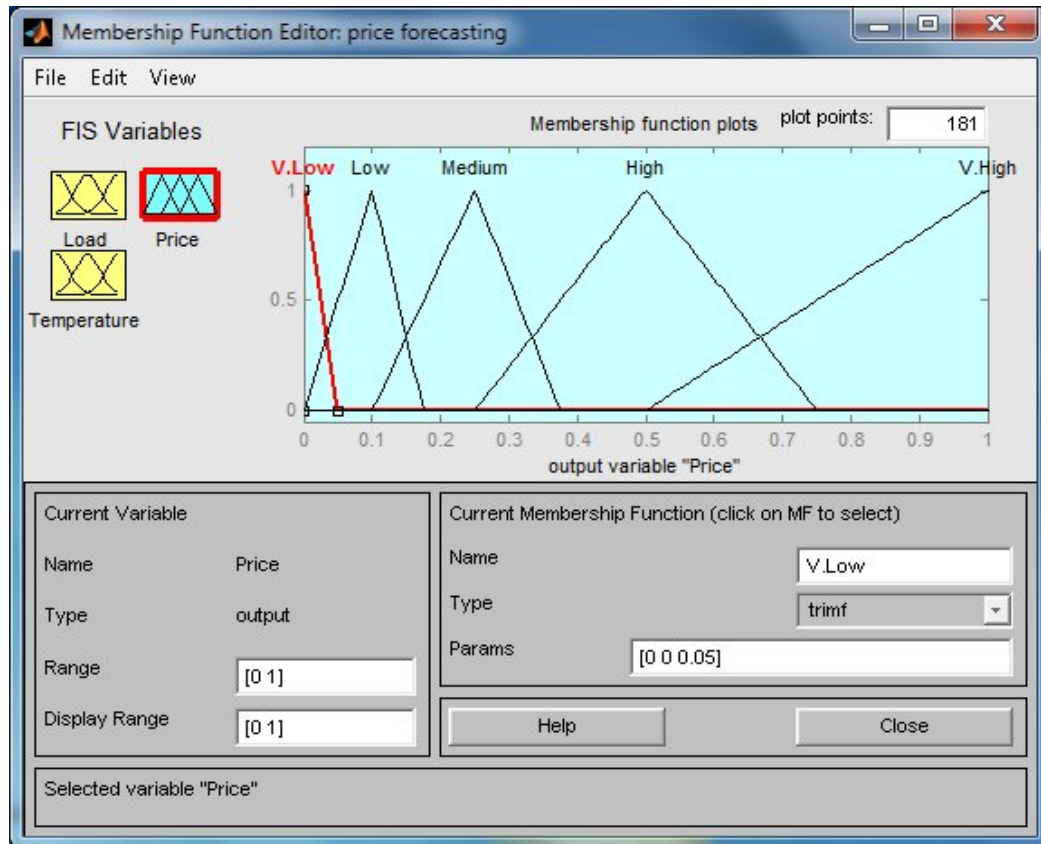 Membership Function Editor: price forecasting
File Edit View
FIS Variables
Load
Price
Temperature
Membership function plots
plot points:
181
V.Low Low Medium High V.High
1
0.5
0
0 0.1 0.2 0.3 0.4 0.5 0.6 0.7 0.8 0.9 1
output variable "Price"
Current Variable
Name Price
Type output
Range [0 1]
Display Range [0 1]
Current Membership Function (click on MF to select)
Name V.Low
Type trimf
Params [0 0 0.05]
Help Close
Selected variable "Price"